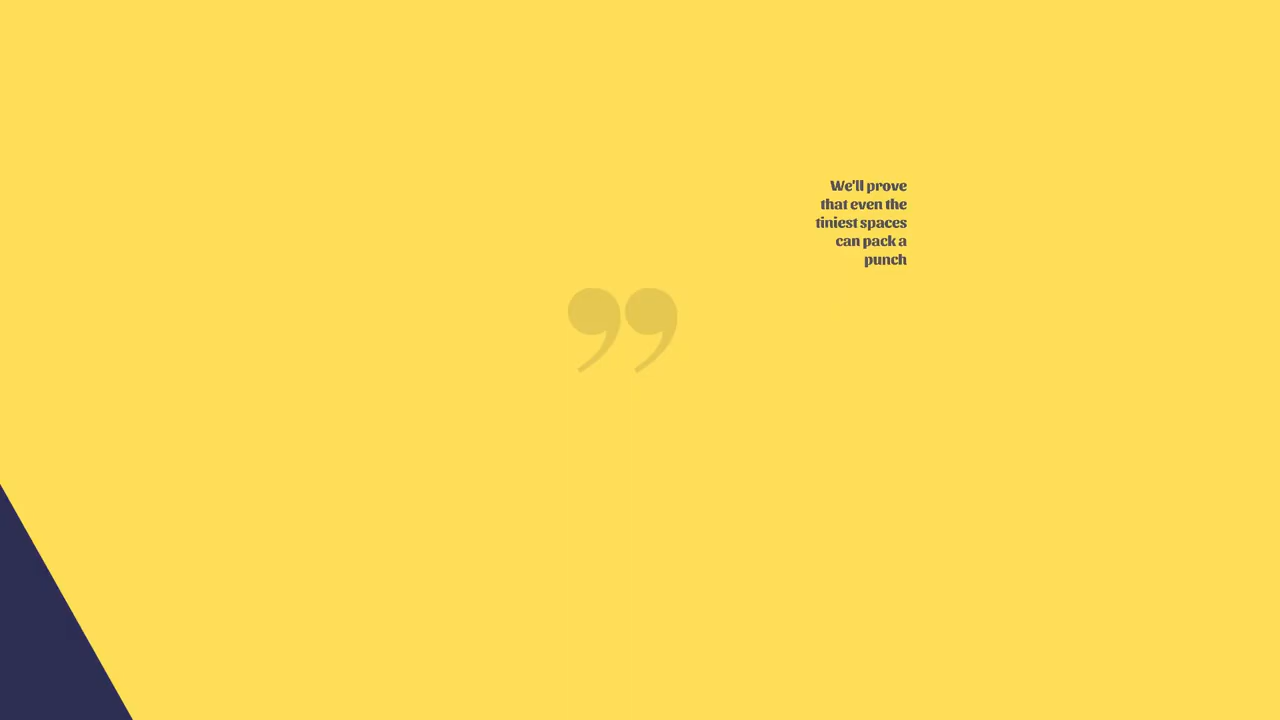 We'll prove
that even the
tiniest spaces
can pack a
punch
”